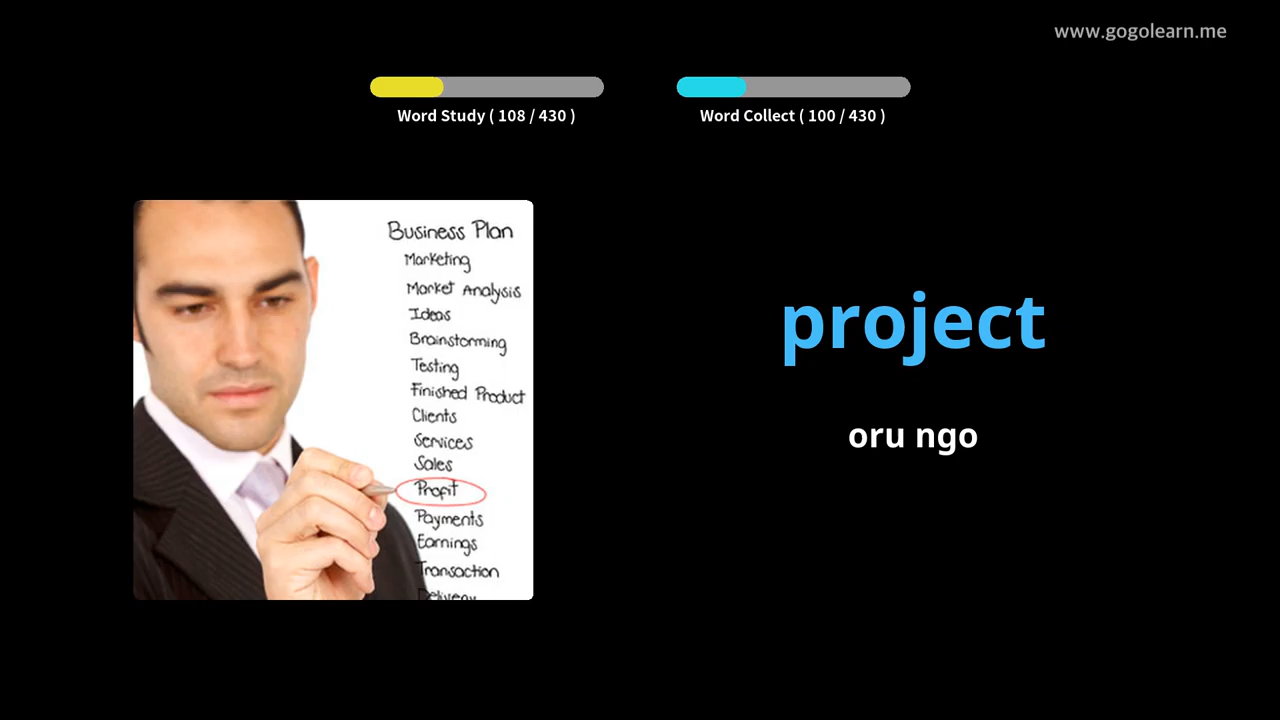 www.gogolearn.me
Word Study ( 108 / 430 )
Word Collect ( 100 / 430 )
Business Plan
Marketing
Market Analysis
Ideas
Brainstorming
Testing
Finished Product
Clients
Services
Sales
Profit
Payments
Earnings
Transaction
Delivery
project
oru ngo